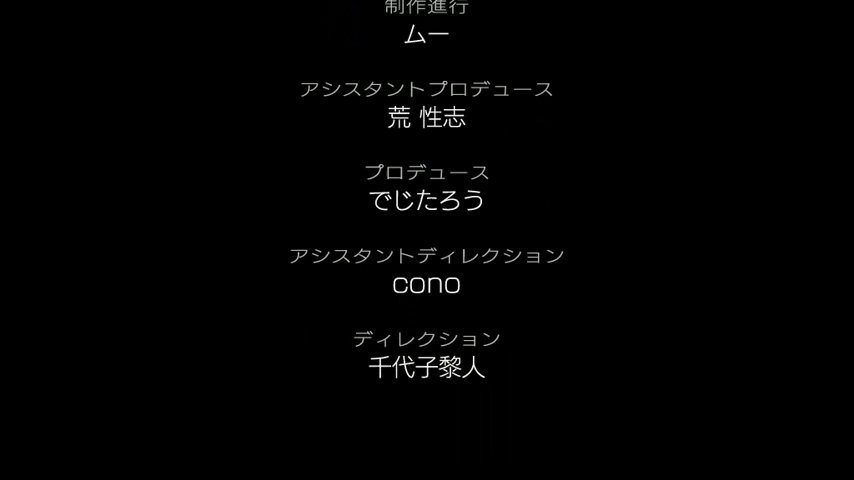 制作進行
ムー
アシスタントプロデュース
荒 性志
プロデュース
でじたろう
アシスタントディレクション
cono
ディレクション
千代子黎人